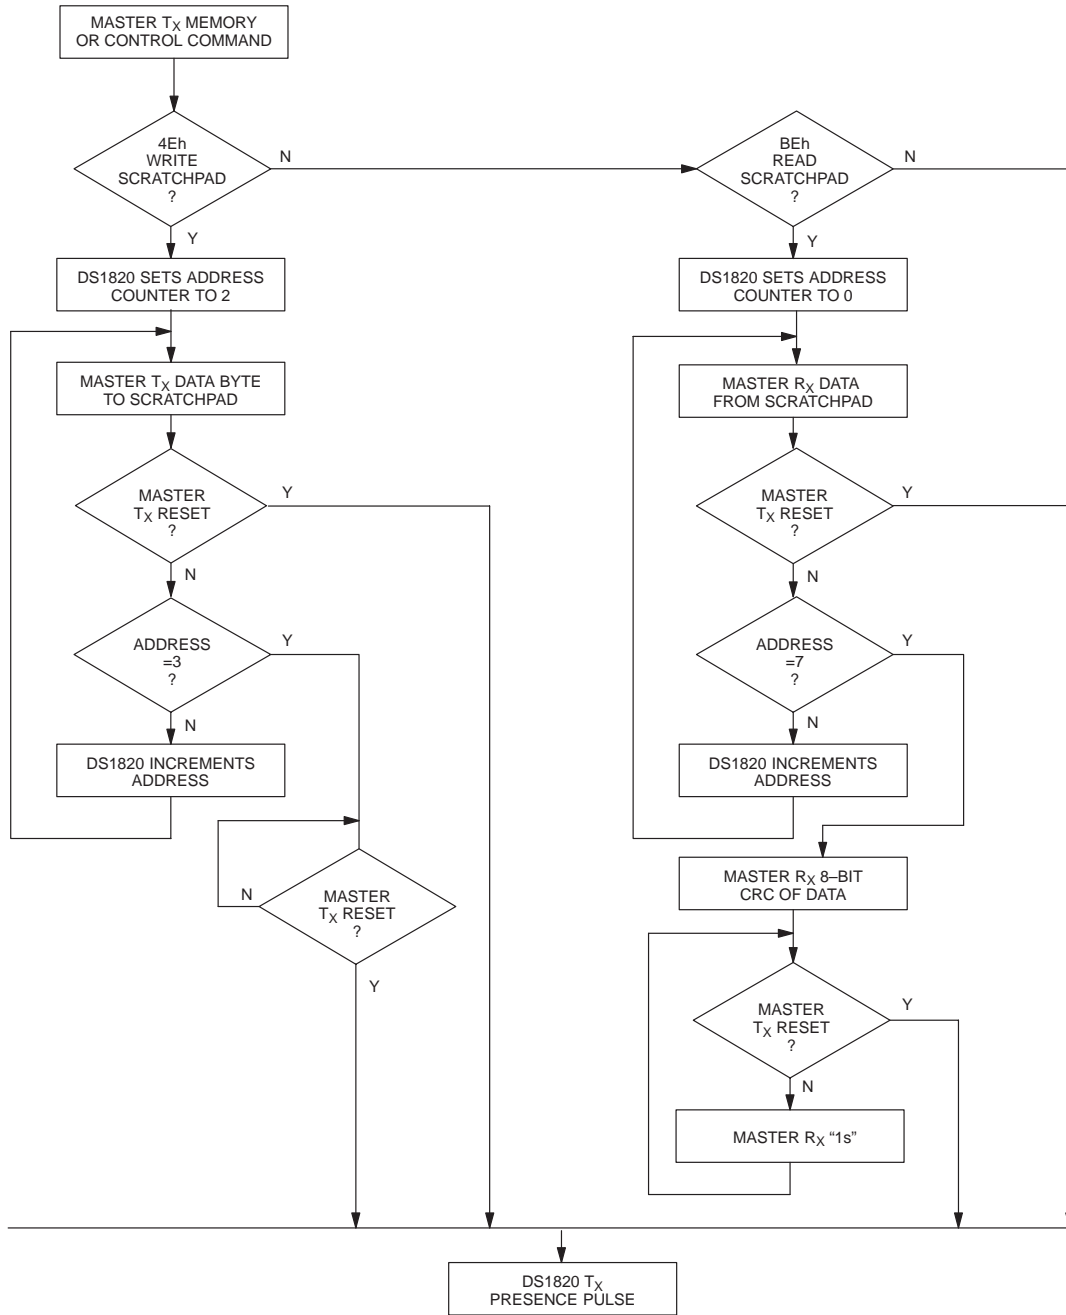 MASTER TX MEMORY
OR CONTROL COMMAND
4Eh
WRITE
SCRATCHPAD
?
N
Y
DS1820 SETS ADDRESS
COUNTER TO 2
MASTER TX DATA BYTE
TO SCRATCHPAD
MASTER
TX RESET
?
Y
N
ADDRESS
=3
?
Y
N
DS1820 INCREMENTS
ADDRESS
MASTER
TX RESET
?
N
Y
BEh
READ
SCRATCHPAD
?
N
Y
DS1820 SETS ADDRESS
COUNTER TO 0
MASTER RX DATA
FROM SCRATCHPAD
MASTER
TX RESET
?
Y
N
ADDRESS
=7
?
Y
N
DS1820 INCREMENTS
ADDRESS
MASTER RX 8–BIT
CRC OF DATA
MASTER
TX RESET
?
Y
N
MASTER RX “1s”
DS1820 TX
PRESENCE PULSE